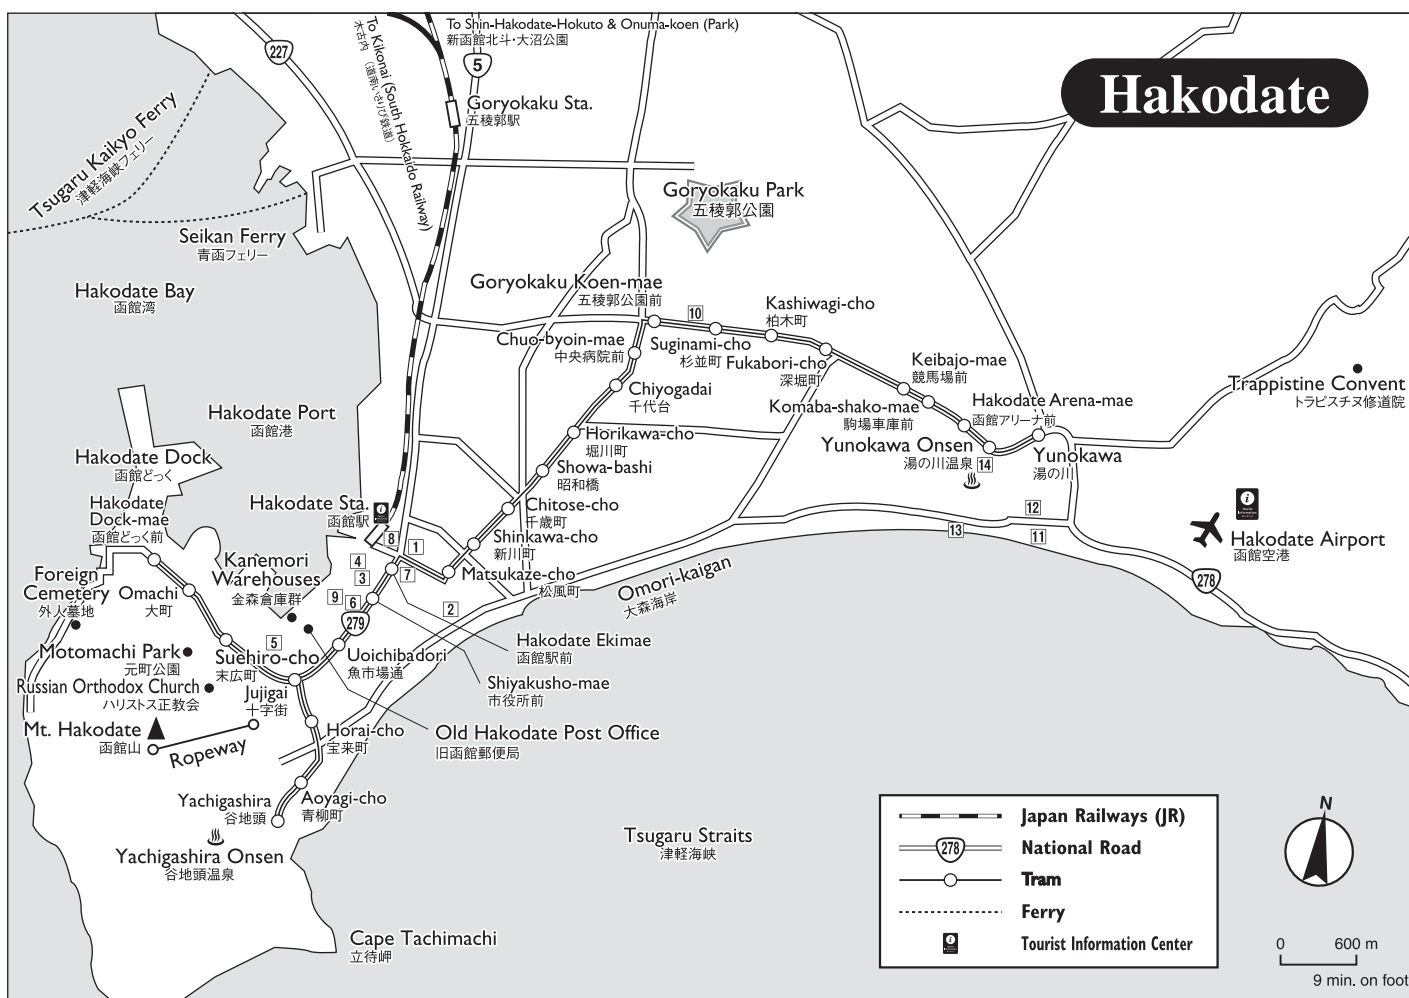 Hakodate
227
To Kikonai (South Hokkaido Railway)
木古内 (道南いさりび鉄道)
To Shin-Hakodate-Hokuto & Onuma-koen (Park)
新函館北斗・大沼公園
5
Goryokaku Sta.
五稜郭駅
Tsugaru Kaikyo Ferry
津軽海峡フェリー
Seikan Ferry
青函フェリー
Goryokaku Park
五稜郭公園
Hakodate Bay
函館湾
Goryokaku Koen-mae
五稜郭公園前
10
Kashiwagi-cho
柏木町
Chuo-byoin-mae
中央病院前
Suginami-cho
杉並町
Fukabori-cho
深堀町
Keibajo-mae
競馬場前
Trappistine Convent
トラピスチヌ修道院
Chiyogadai
千代台
Komaba-shako-mae
駒場車庫前
Hakodate Arena-mae
函館アリーナ前
Hakodate Port
函館港
Horikawa-cho
堀川町
Yunokawa Onsen
湯の川温泉
14
Yunokawa
湯の川
Hakodate Dock
函館どっく
Showa-bashi
昭和橋
Hakodate
Dock-mae
函館どっく前
Hakodate Sta.
函館駅
Chitose-cho
千歳町
12
13
11
Hakodate Airport
函館空港
278
8
1
Shinkawa-cho
新川町
Kanemori
Warehouses
金森倉庫群
4
3
7
Matsukaze-cho
松風町
Omori-kaigan
大森海岸
Foreign
Cemetery
外人墓地
Omachi
大町
9
6
2
279
5
Motomachi Park
元町公園
Suehiro-cho
末広町
Uoichibadori
魚市場通
Hakodate Ekimae
函館駅前
Russian Orthodox Church
ハリストス正教会
Jujigai
十字街
Shiyakusho-mae
市役所前
Mt. Hakodate
函館山
Ropeway
Horai-cho
宝来町
Old Hakodate Post Office
旧函館郵便局
Yachigashira
谷地頭
Aoyagi-cho
青柳町
Yachigashira Onsen
谷地頭温泉
Tsugaru Straits
津軽海峡
Cape Tachimachi
立待岬
Japan Railways (JR)
278
National Road
Tram
Ferry
Tourist Information Center
N
0 600 m
9 min. on foot